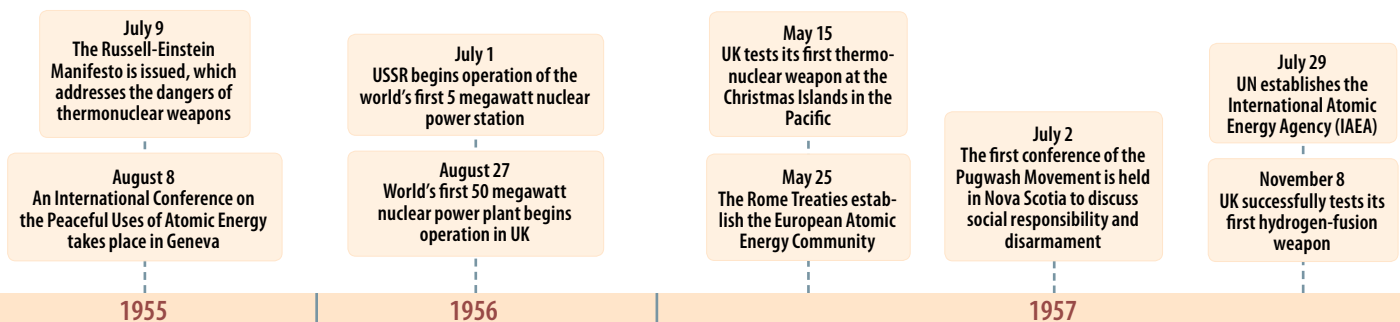 July 9
The Russell-Einstein
Manifesto is issued, which
addresses the dangers of
thermonuclear weapons
August 8
An International Conference on
the Peaceful Uses of Atomic Energy
takes place in Geneva
July 1
USSR begins operation of the
world's first 5 megawatt nuclear
power station
August 27
World's first 50 megawatt
nuclear power plant begins
operation in UK
May 15
UK tests its first thermo-
nuclear weapon at the
Christmas Islands in the
Pacific
May 25
The Rome Treaties estab-
lish the European Atomic
Energy Community
July 2
The first conference of the
Pugwash Movement is held
in Nova Scotia to discuss
social responsibility and
disarmament
July 29
UN establishes the
International Atomic
Energy Agency (IAEA)
November 8
UK successfully tests its
first hydrogen-fusion
weapon
1955
1956
1957